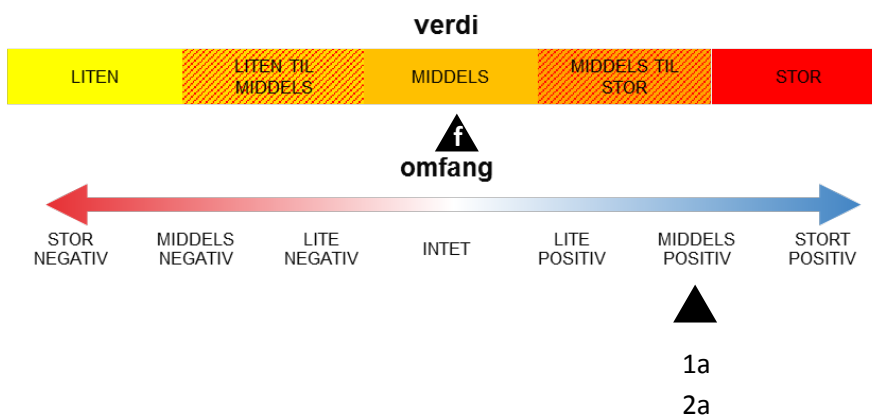 verdi
LITEN
LITEN TIL
MIDDELS
MIDDELS
MIDDELS TIL
STOR
STOR
f
omfang
STOR
NEGATIV
MIDDELS
NEGATIV
LITE
NEGATIV
INTET
LITE
POSITIV
MIDDELS
POSITIV
STORT
POSITIV
1a
2a